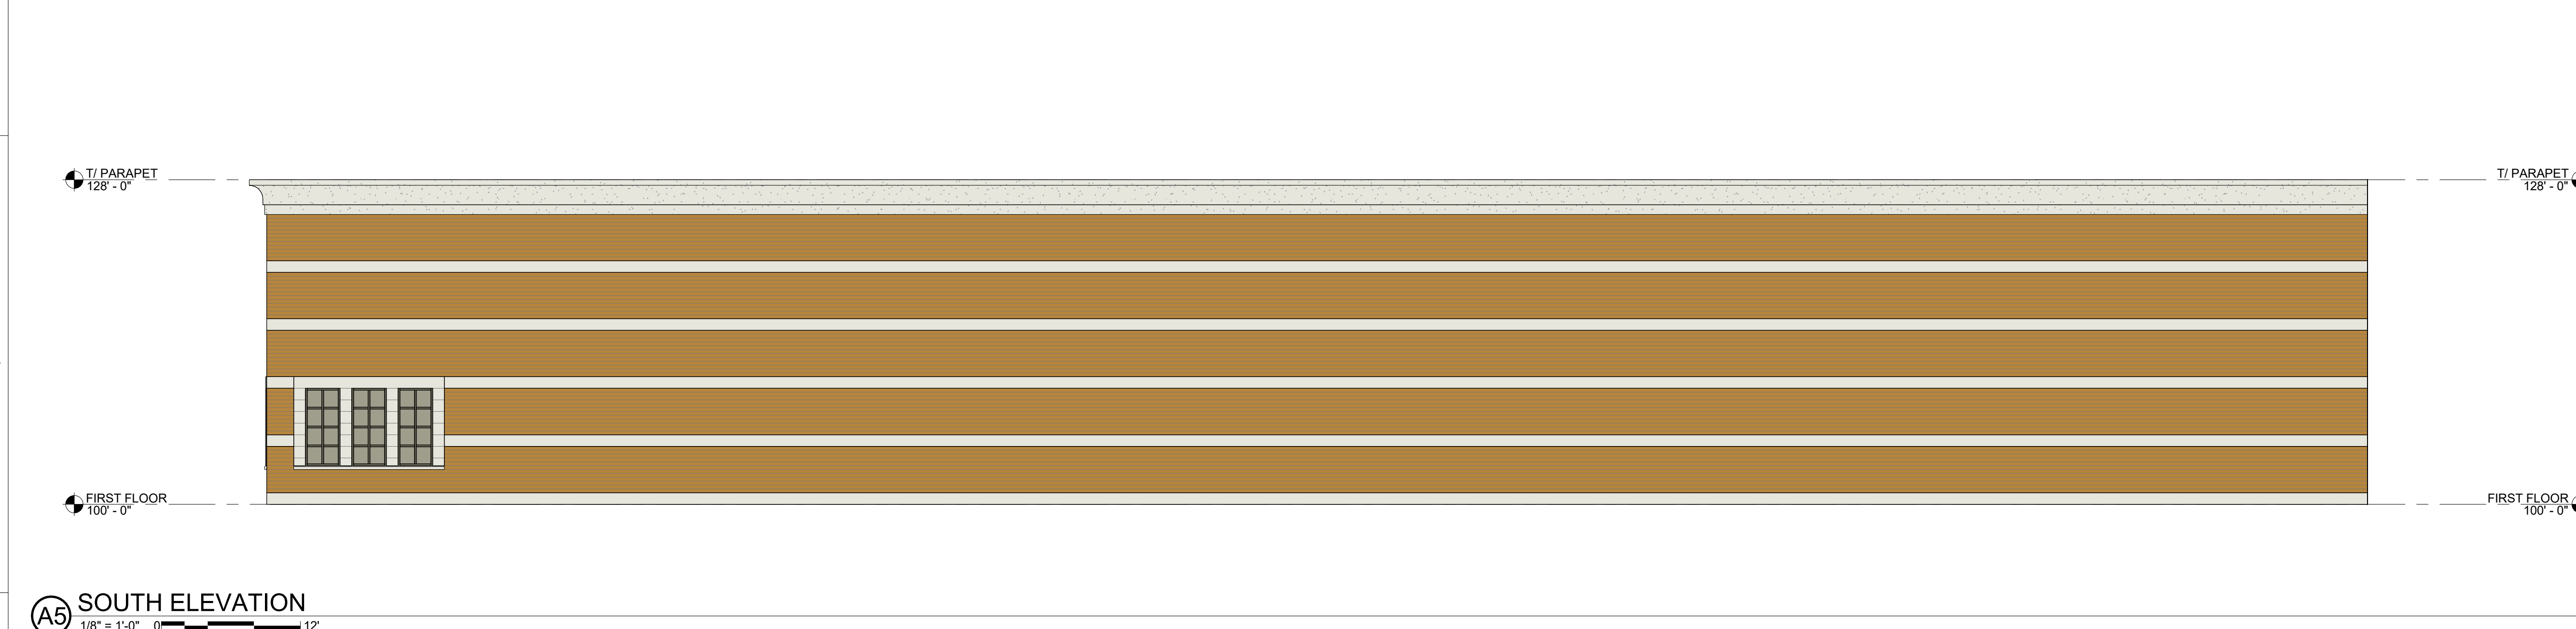 T/ PARAPET
128' - 0"
T/ PARAPET
128' - 0"
FIRST FLOOR
100' - 0"
FIRST FLOOR
100' - 0"
A5
SOUTH ELEVATION
1/8" = 1'-0" 0 12'